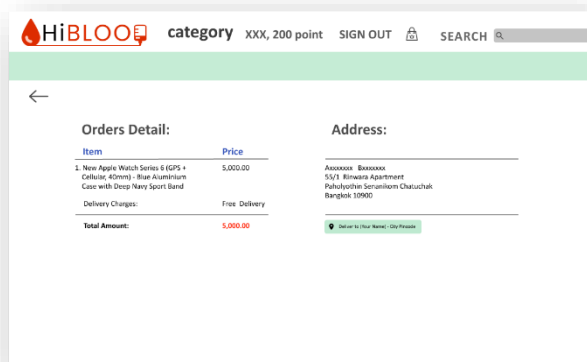 HiBLOOD
category XXX, 200 point SIGN OUT SEARCH
Orders Detail:
Item Price
1. New Apple Watch Series 6 (GPS + 5,000.00
Cellular, 40mm) - Blue Aluminium
Case with Deep Navy Sport Band
Delivery Charges: Free Delivery
Total Amount: 5,000.00
Address:
Axxxxxxx Bxxxxxxx
55/1 Rinwara Apartment
Paholyothin Senanikom Chatuchak
Bangkok 10900
Deliver to (Your Name) - City Pincode